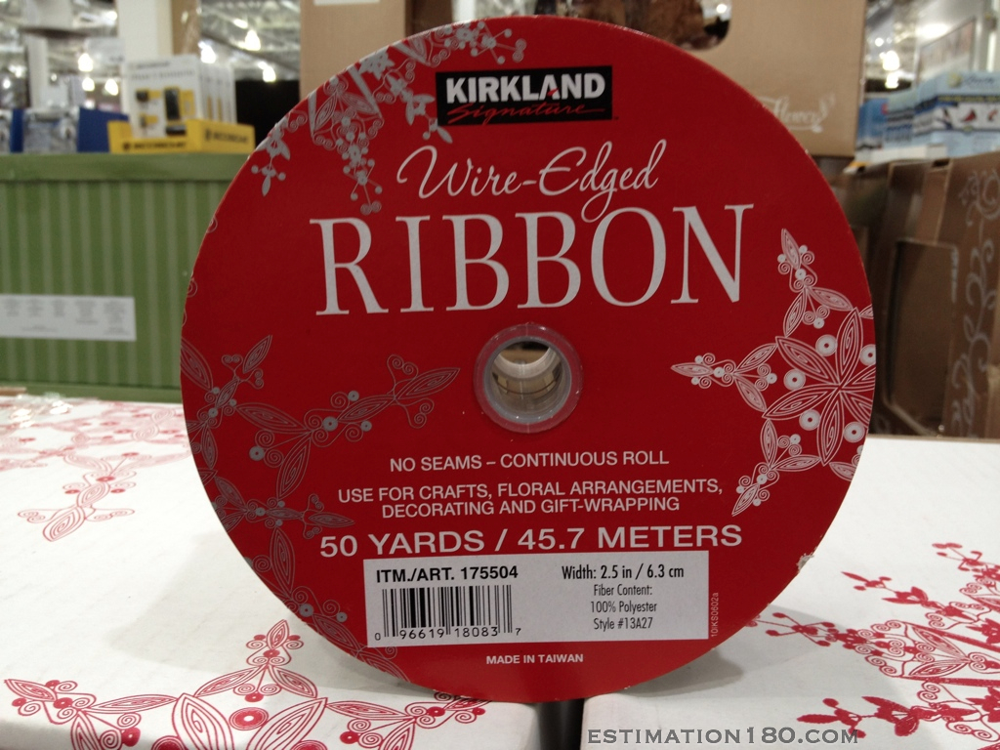 KIRKLAND
Signature
Wire-Edged
RIBBON
NO SEAMS – CONTINUOUS ROLL
USE FOR CRAFTS, FLORAL ARRANGEMENTS,
DECORATING AND GIFT-WRAPPING
50 YARDS / 45.7 METERS
ITM./ART. 175504
Width: 2.5 in / 6.3 cm
Fiber Content:
100% Polyester
Style #13A27
0 96619 18083 7
10IKS0602a
MADE IN TAIWAN
ESTIMATION180.COM